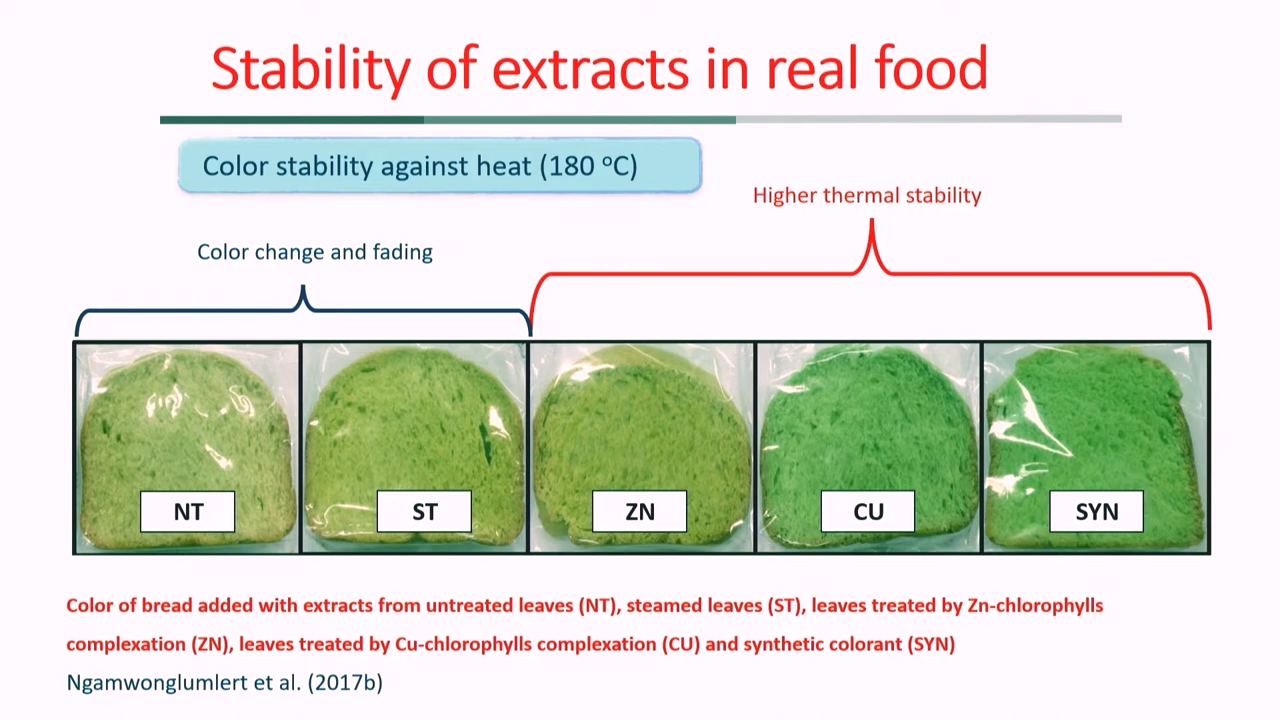 Stability of extracts in real food
Color stability against heat (180 ºC)
Higher thermal stability
Color change and fading
NT
ST
ZN
CU
SYN
Color of bread added with extracts from untreated leaves (NT), steamed leaves (ST), leaves treated by Zn-chlorophylls
complexation (ZN), leaves treated by Cu-chlorophylls complexation (CU) and synthetic colorant (SYN)
Ngamwonglumlert et al. (2017b)